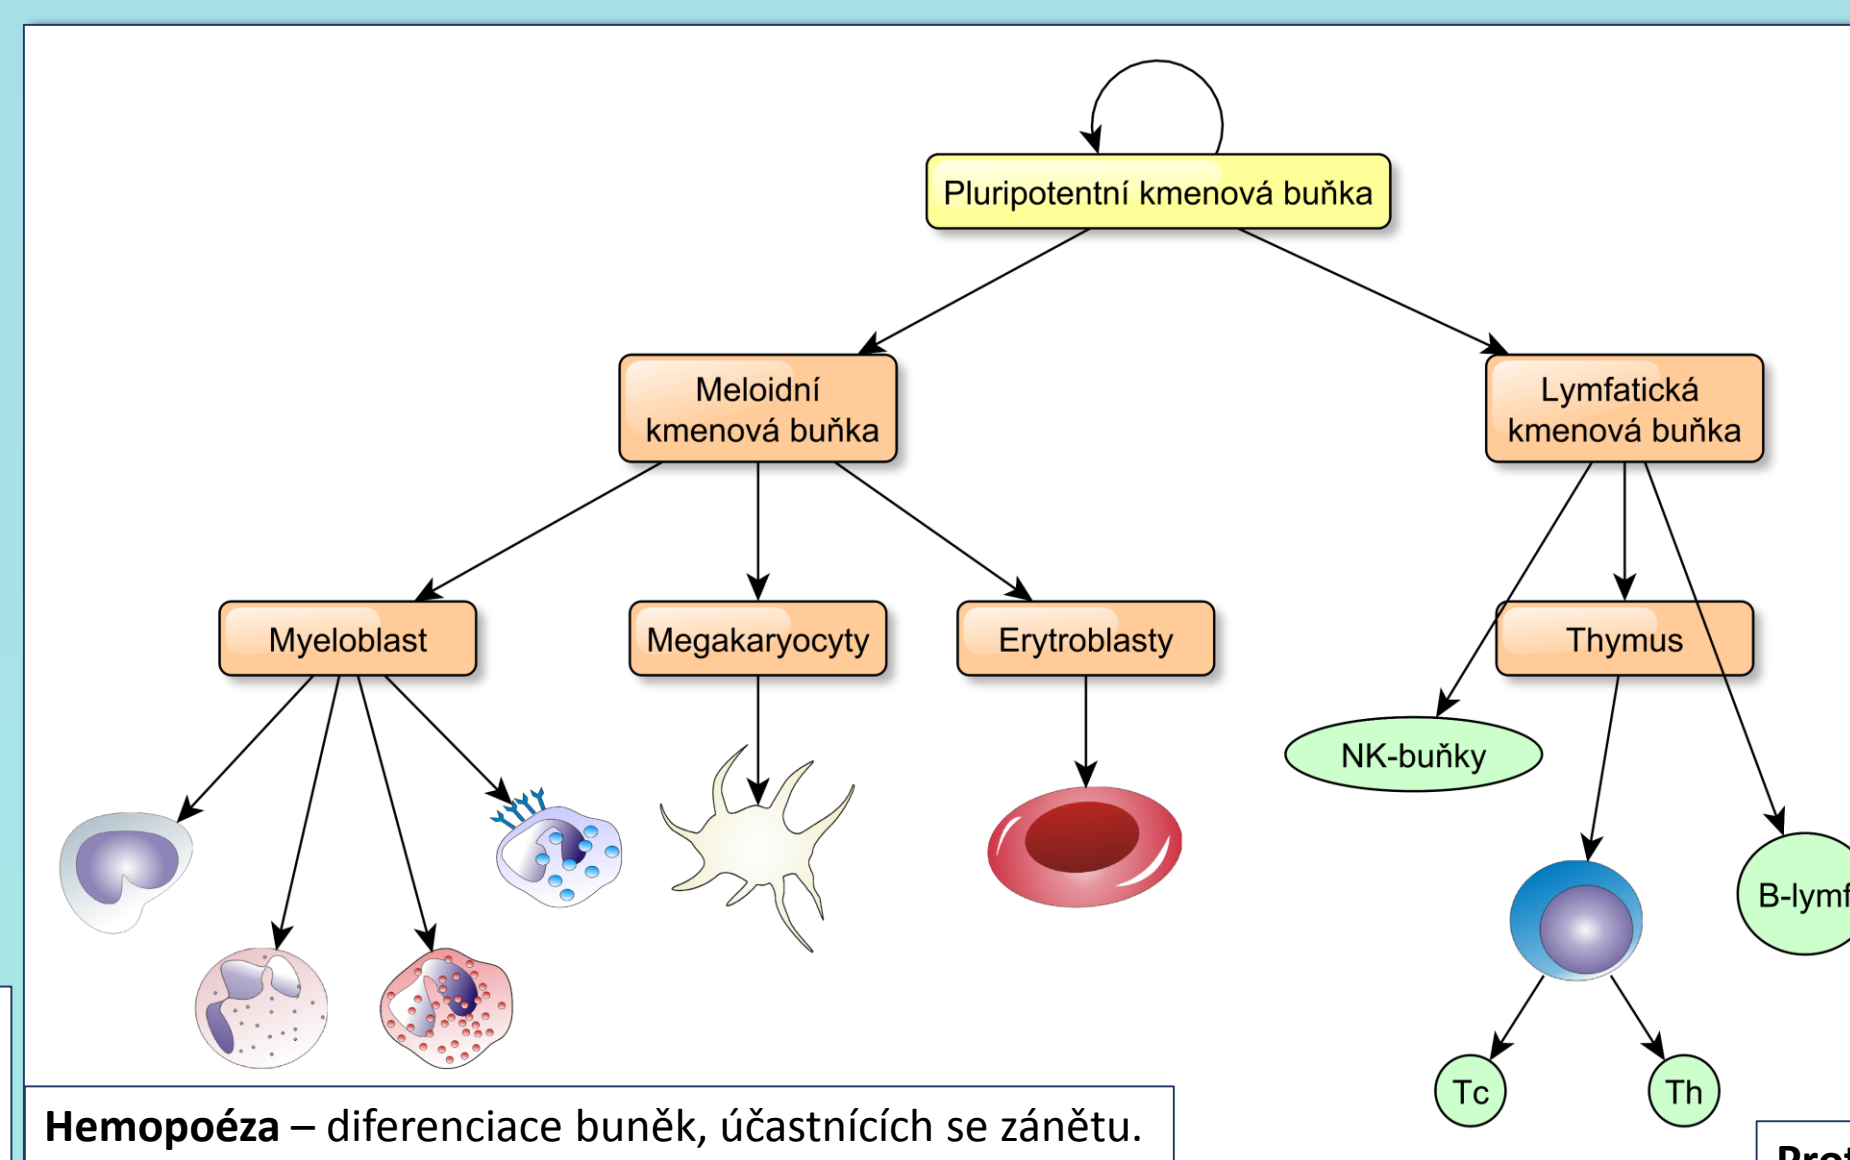 Pluripotentní kmenová buňka
Meloidní
kmenová buňka
Lymfatická
kmenová buňka
Myeloblast
Megakaryocyty
Erytroblasty
Thymus
NK-buňky
B-lymf
Tc
Th
Hemopoéza – diferenciace buněk, účastnících se zánětu.